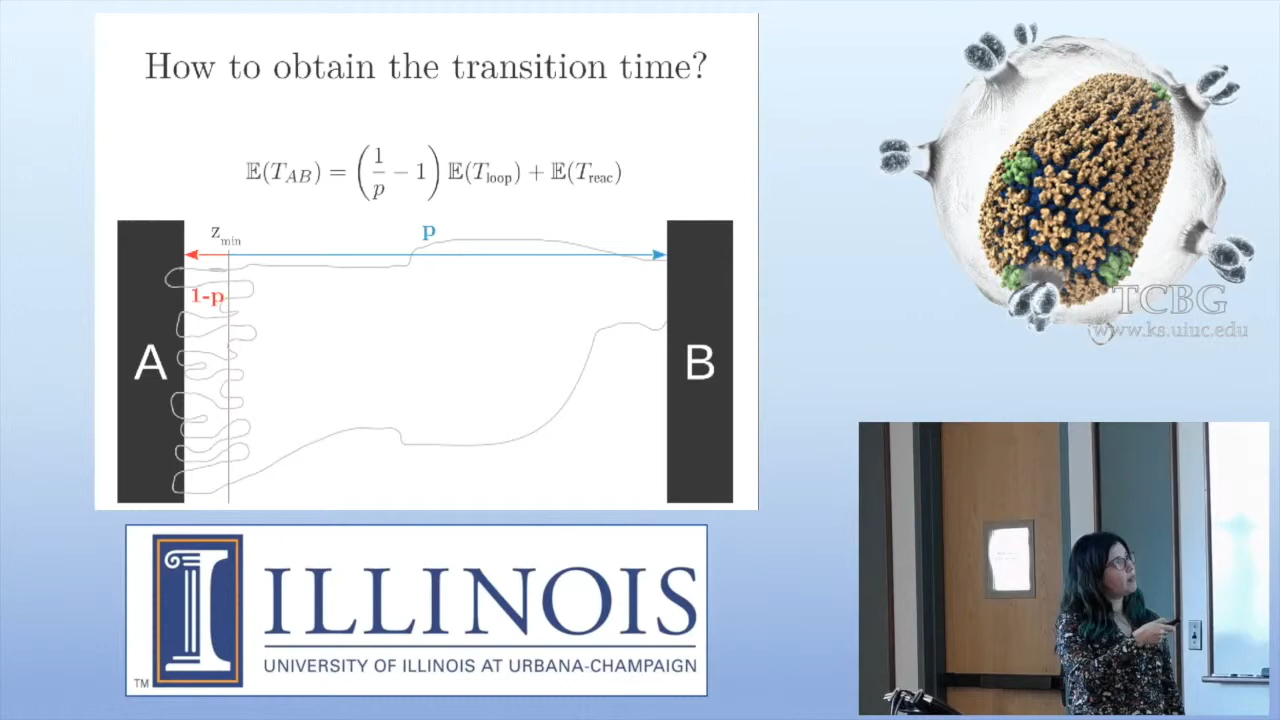 How to obtain the transition time?
𝔼(T_AB) = (1/p − 1) 𝔼(T_loop) + 𝔼(T_reac)
z_min
p
1-p
A
B
TCBG
www.ks.uiuc.edu
ILLINOIS
UNIVERSITY OF ILLINOIS AT URBANA-CHAMPAIGN
TM